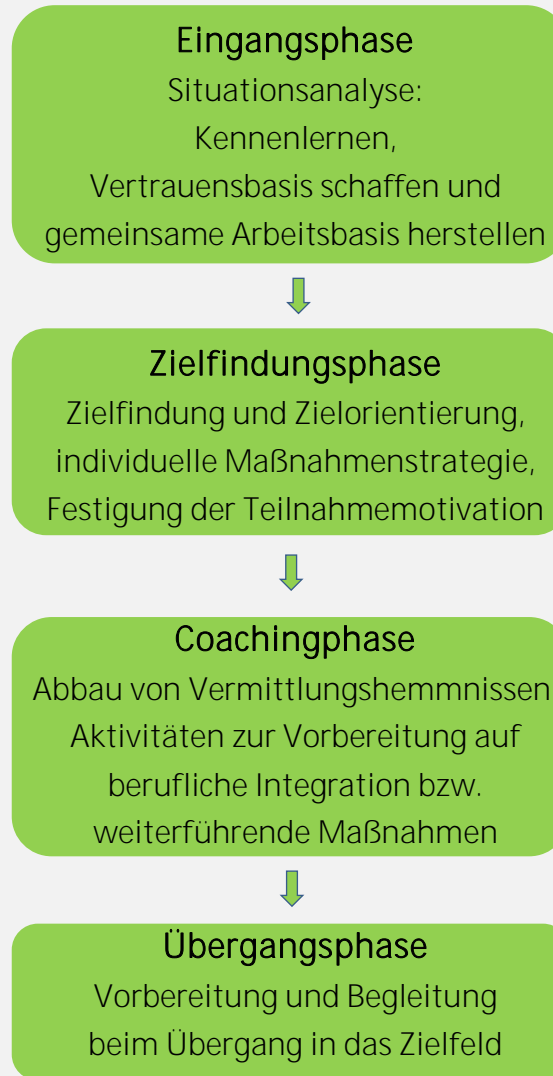 Eingangsphase
Situationsanalyse:
Kennenlernen,
Vertrauensbasis schaffen und
gemeinsame Arbeitsbasis herstellen
Zielfindungsphase
Zielfindung und Zielorientierung,
individuelle Maßnahmenstrategie,
Festigung der Teilnahmemotivation
Coachingphase
Abbau von Vermittlungshemmnissen
Aktivitäten zur Vorbereitung auf
berufliche Integration bzw.
weiterführende Maßnahmen
Übergangsphase
Vorbereitung und Begleitung
beim Übergang in das Zielfeld